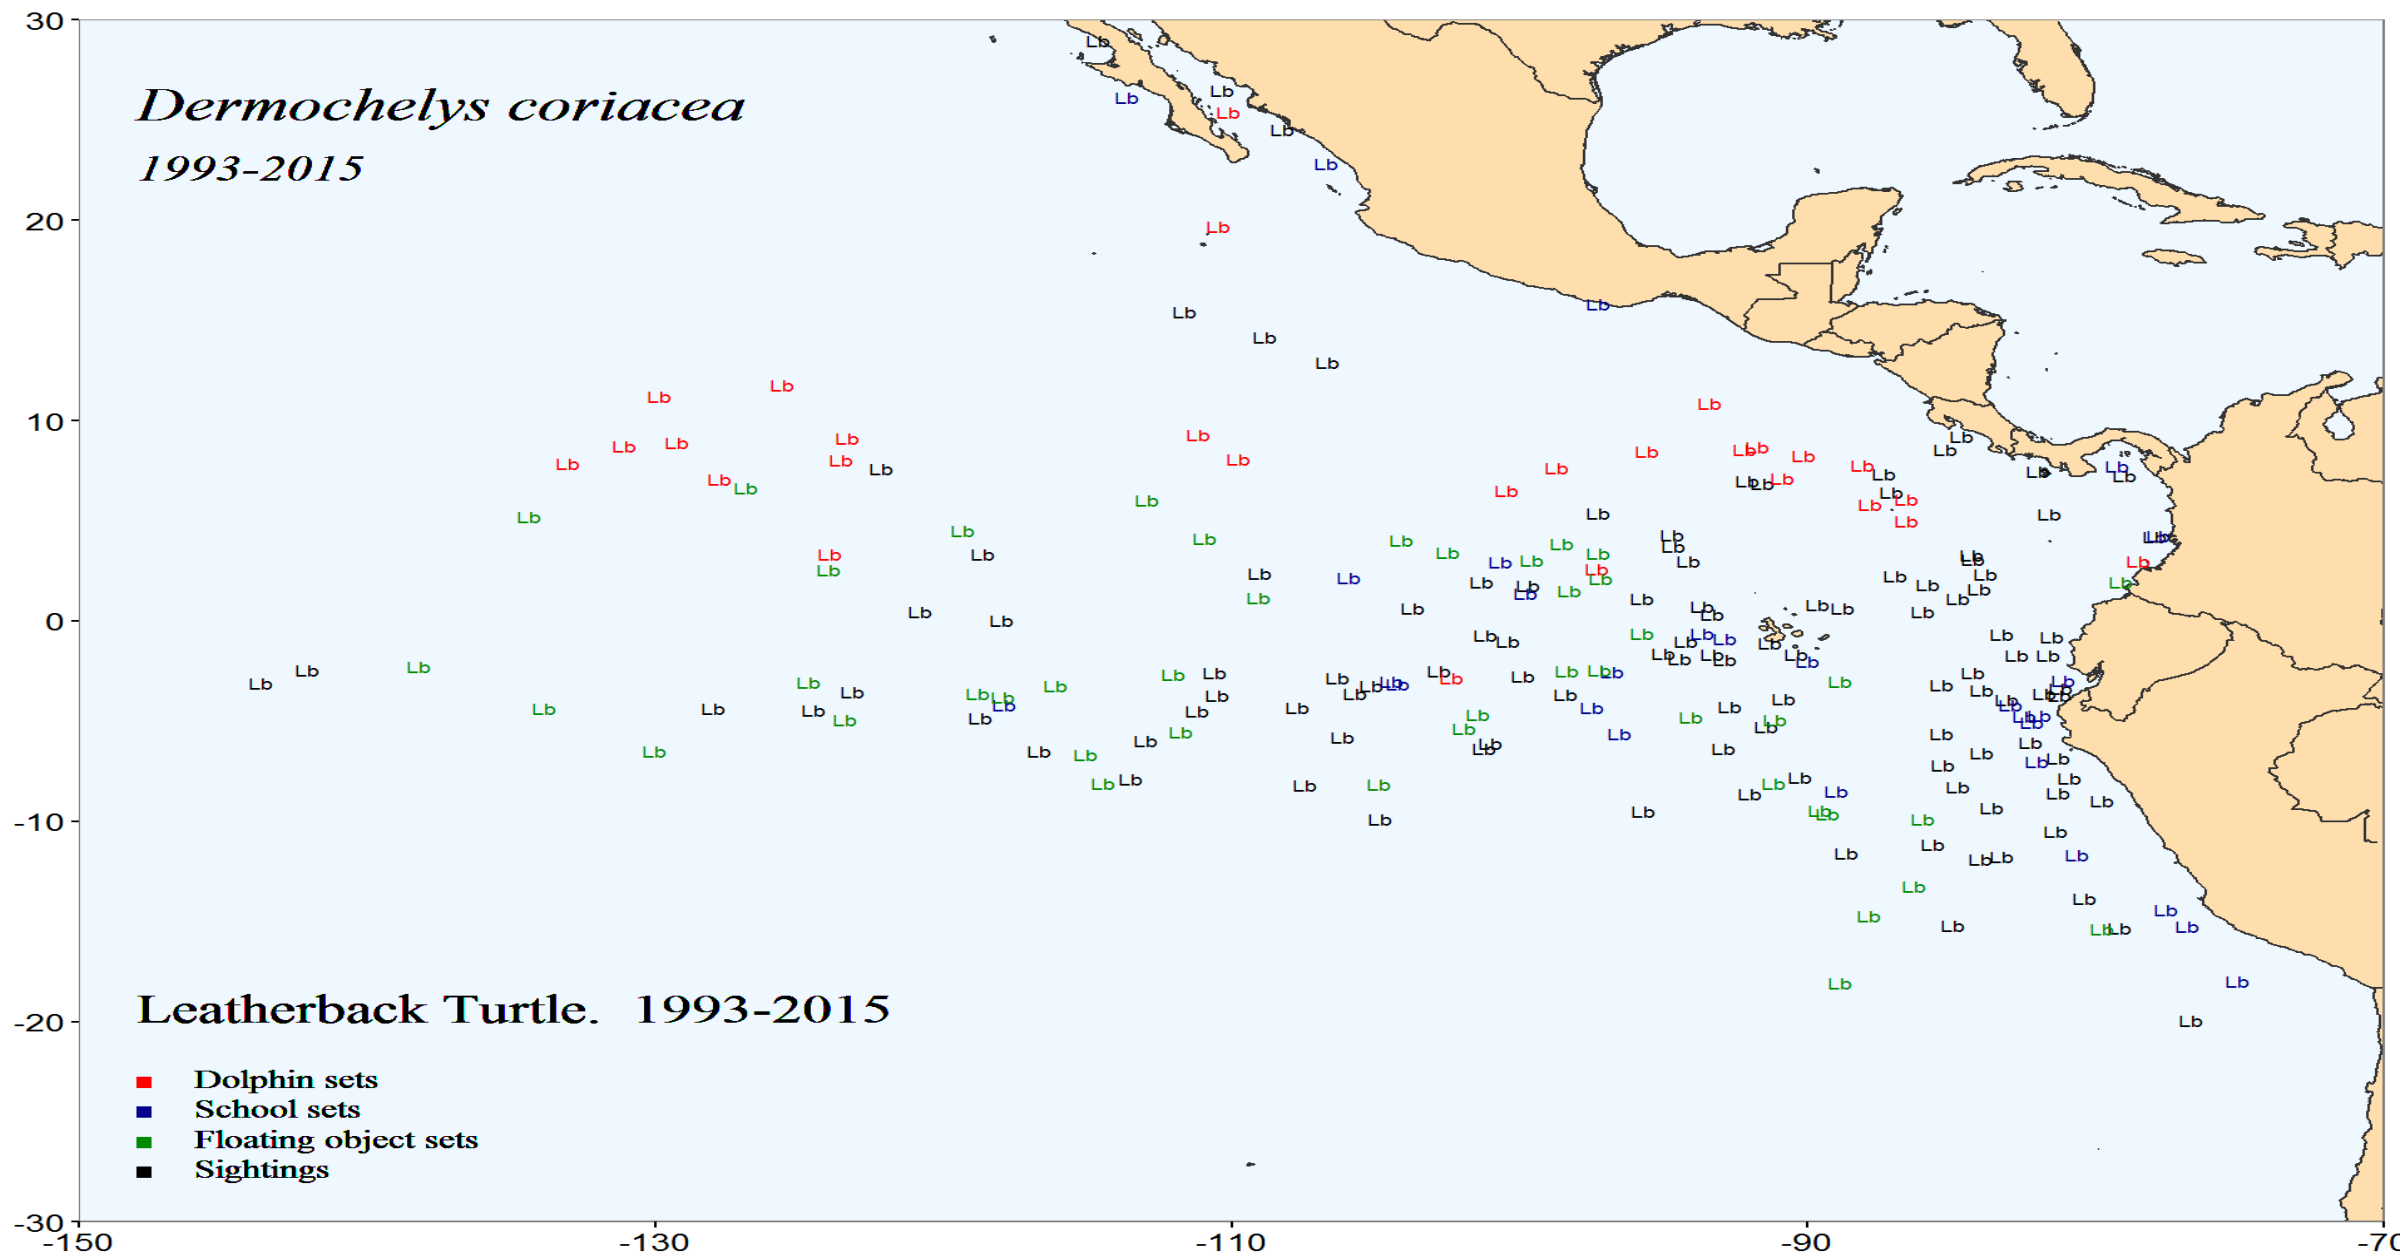 Dermochelys coriacea
1993-2015
Leatherback Turtle. 1993-2015
Dolphin sets
School sets
Floating object sets
Sightings
30
20
10
0
-10
-20
-30
-150
-130
-110
-90
-70
Lb